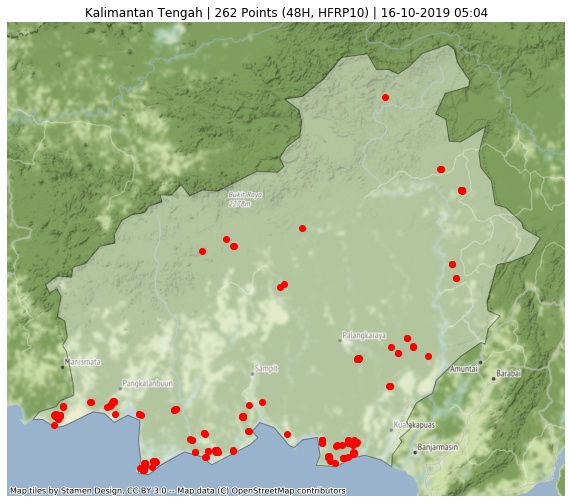 Kalimantan Tengah | 262 Points (48H, HFRP10) | 16-10-2019 05:04
Bukit Raya
2278m
Palangkaraya
Manismata
Sampit
Amuntai
Barabai
Pangkalanbuun
Kualakapuas
Banjarmasin
Map tiles by Stamen Design, CC BY 3.0 -- Map data (C) OpenStreetMap contributors